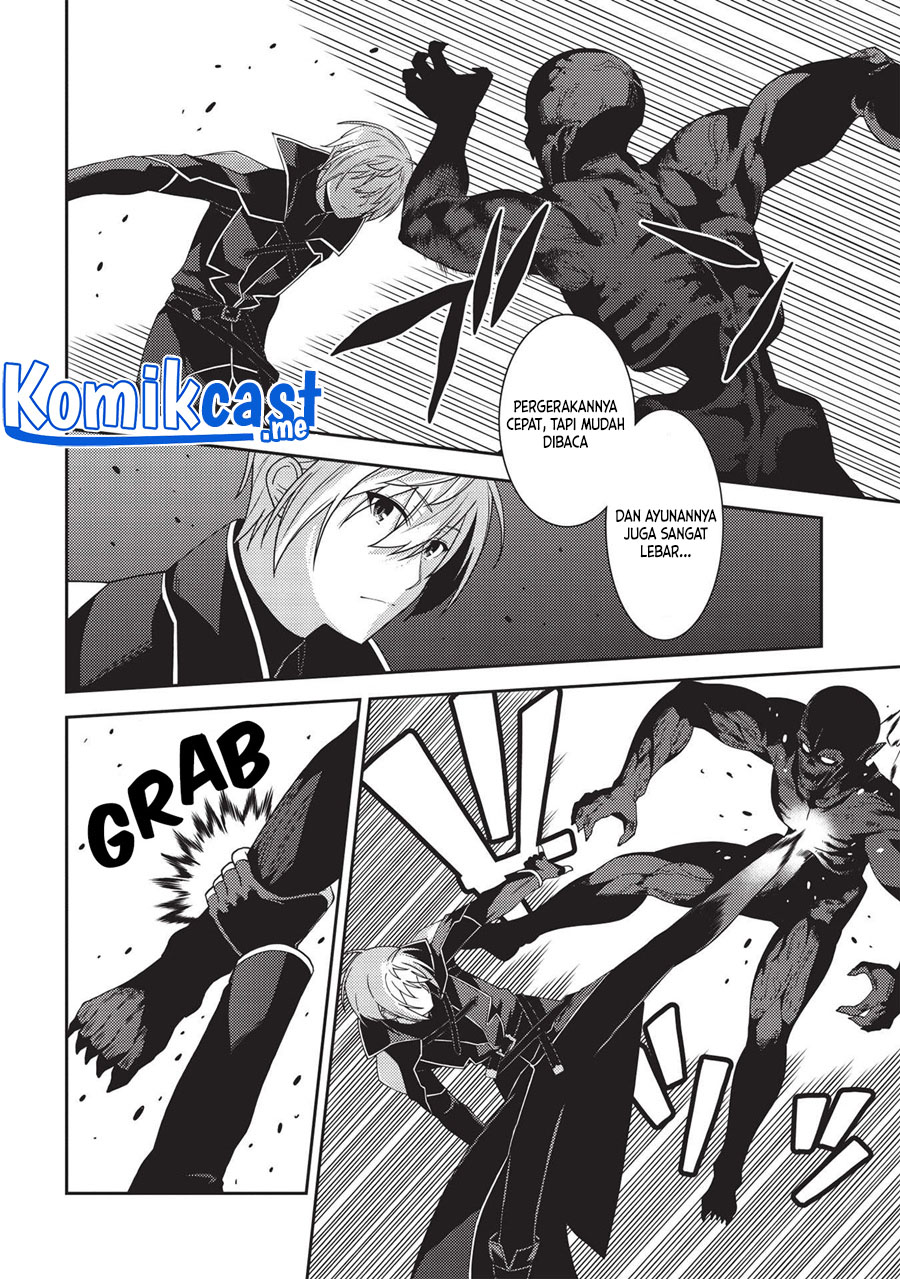 Komikcast
.me
PERGERAKANNYA
CEPAT, TAPI MUDAH
DIBACA
DAN AYUNANNYA
JUGA SANGAT
LEBAR...
GRAB